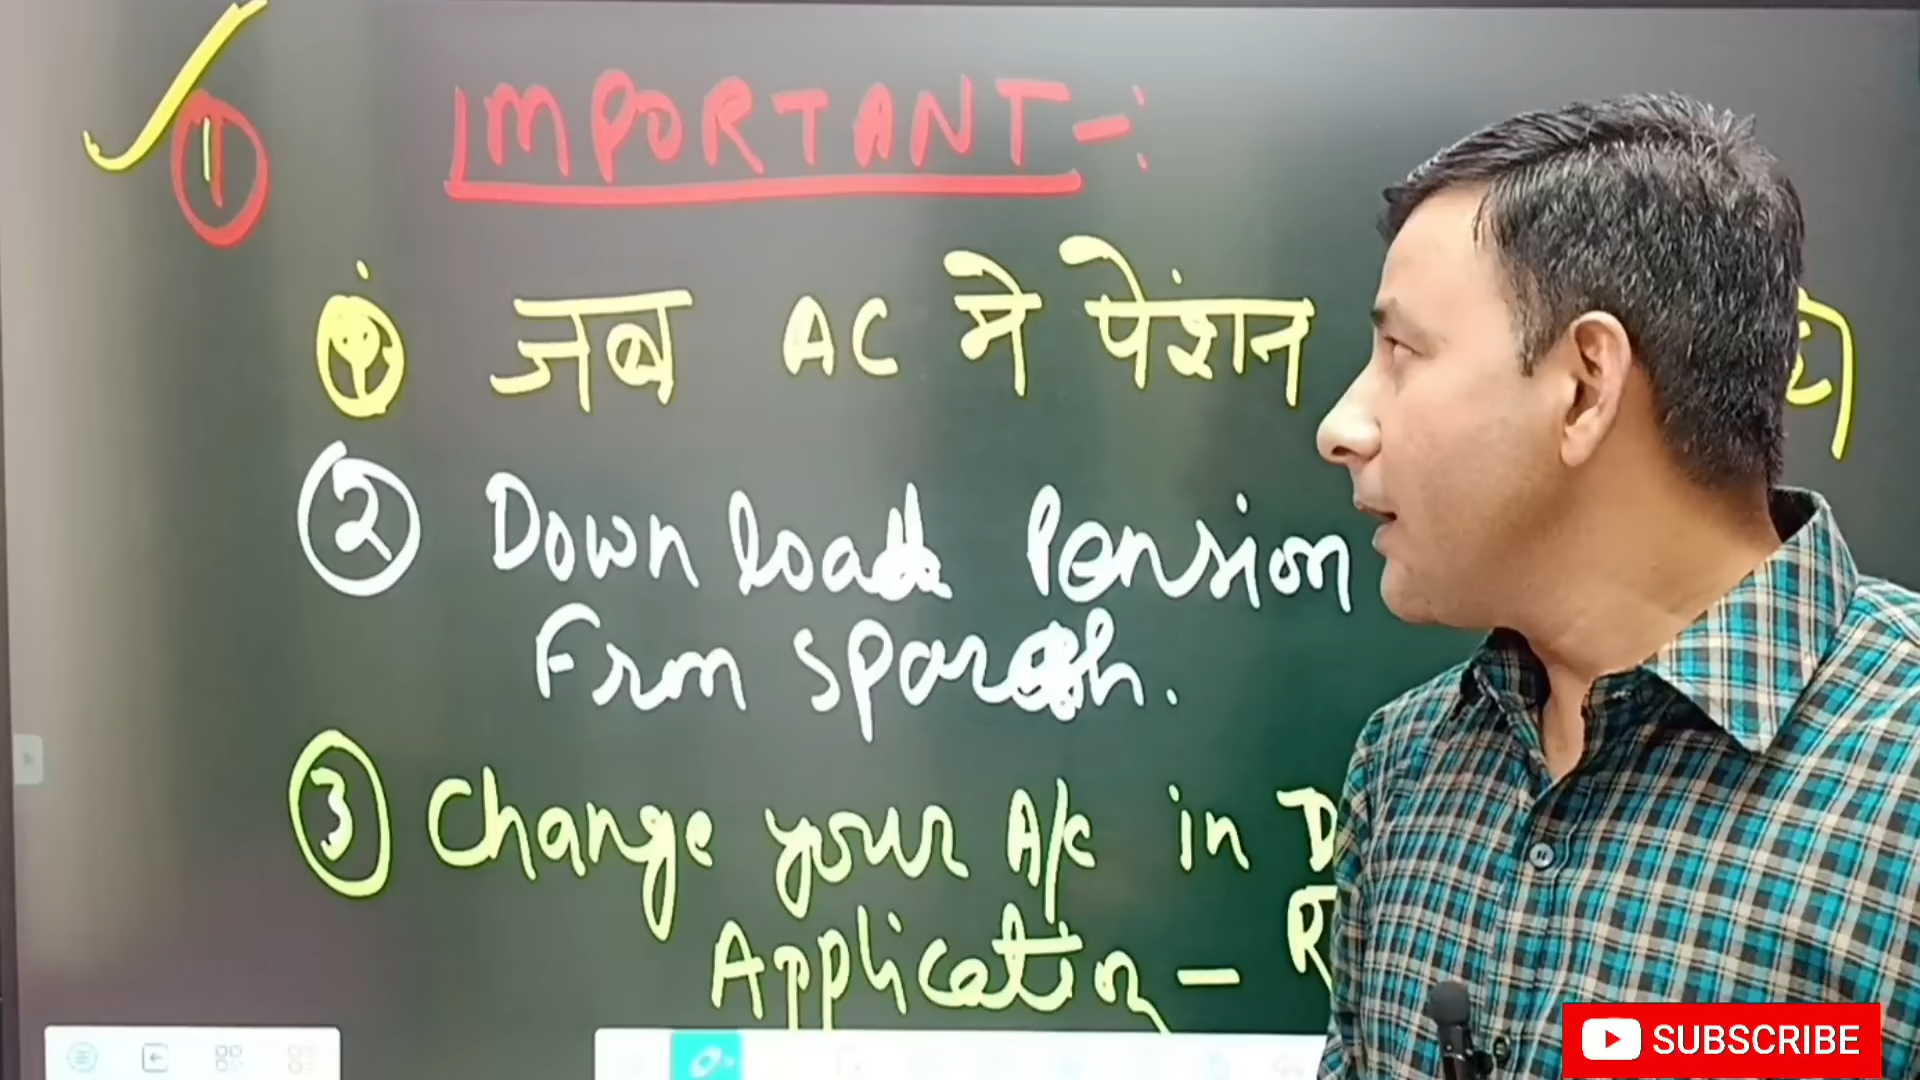 ① IMPORTANT -:
जब AC मे पेंशन
② Download Pension
From sparsh.
③ Change your A/c in D
Application - R
SUBSCRIBE